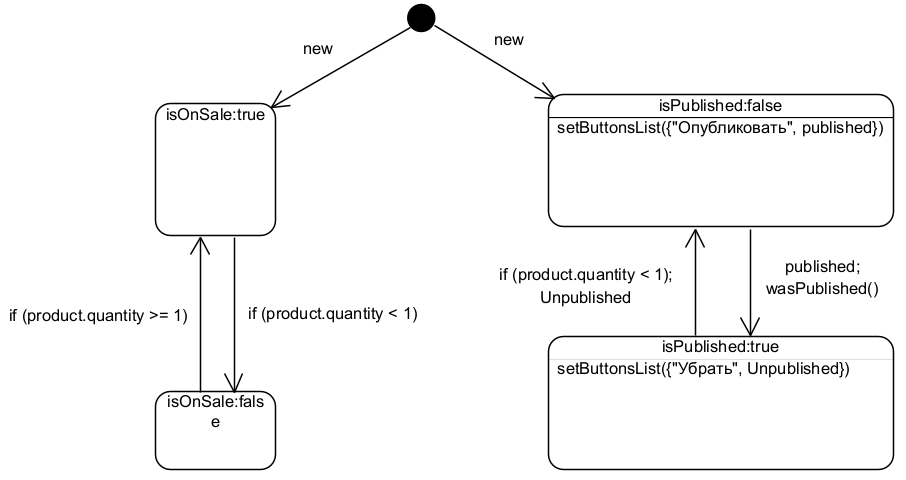 new
new
isOnSale:true
isPublished:false
setButtonsList({"Опубликовать", published})
if (product.quantity >= 1)
if (product.quantity < 1)
if (product.quantity < 1);
Unpublished
published;
wasPublished()
isOnSale:fals
e
isPublished:true
setButtonsList({"Убрать", Unpublished})